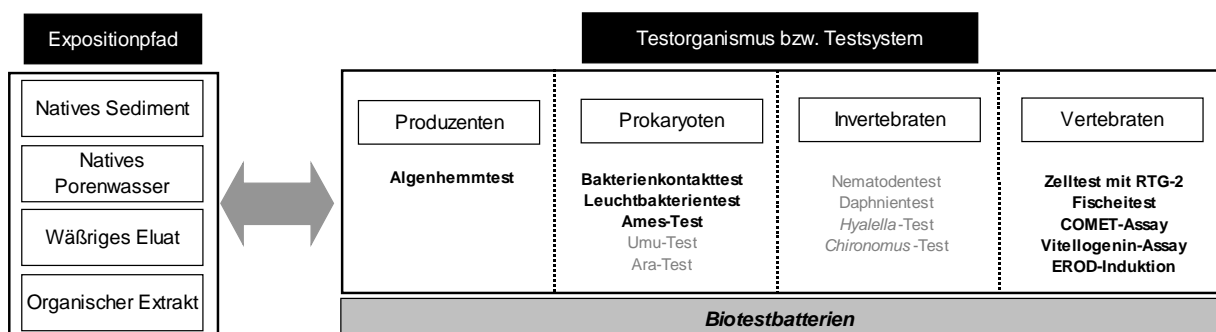 Expositionpfad
Natives Sediment
Natives
Porenwasser
Wäßriges Eluat
Organischer Extrakt
Testorganismus bzw. Testsystem
Produzenten
Algenhemmtest
Prokaryoten
Bakterienkontakttest
Leuchtbakterientest
Ames-Test
Umu-Test
Ara-Test
Invertebraten
Nematodentest
Daphnientest
Hyalella-Test
Chironomus-Test
Vertebraten
Zelltest mit RTG-2
Fischeitest
COMET-Assay
Vitellogenin-Assay
EROD-Induktion
Biotestbatterien